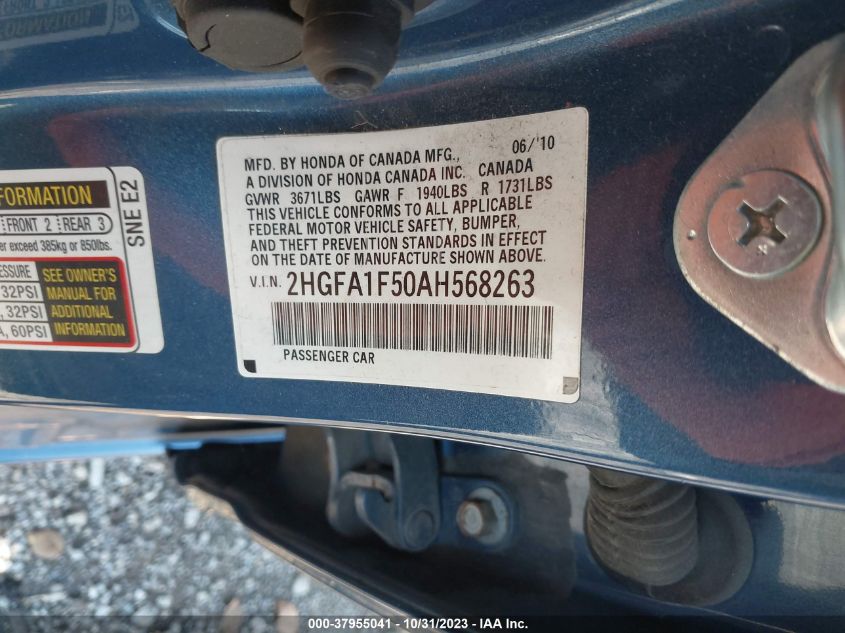 MFD. BY HONDA OF CANADA MFG., 06/'10
A DIVISION OF HONDA CANADA INC. CANADA
GVWR 3671LBS GAWR F 1940LBS R 1731LBS
THIS VEHICLE CONFORMS TO ALL APPLICABLE
FEDERAL MOTOR VEHICLE SAFETY, BUMPER,
AND THEFT PREVENTION STANDARDS IN EFFECT
ON THE DATE OF MANUFACTURE SHOWN ABOVE.
V.I.N. 2HGFA1F50AH568263
PASSENGER CAR
FORMATION
FRONT 2 REAR 3
er exceed 385kg or 850lbs.
SNE E2
SEE OWNER'S
MANUAL FOR
ADDITIONAL
INFORMATION
32PSI
32PSI
A, 60PSI
000-37955041 - 10/31/2023 - IAA Inc.